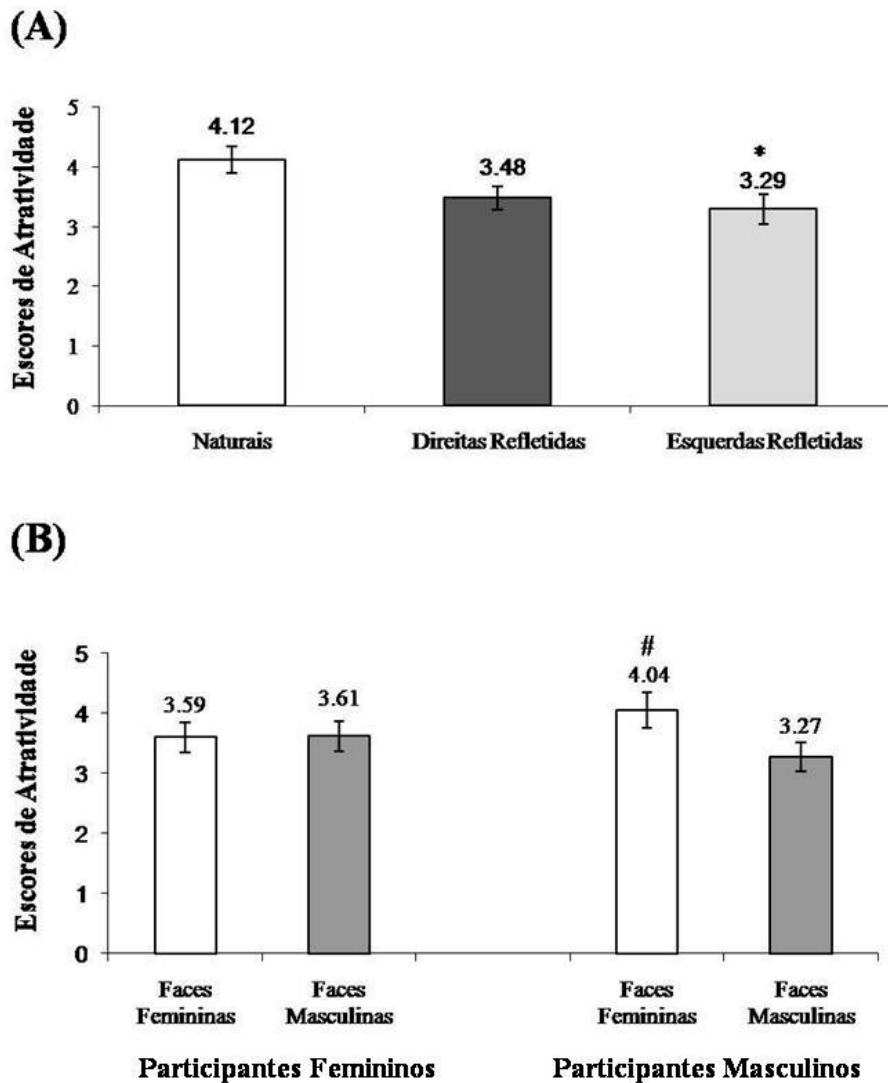 (A)
Escores de Atratividade
5
4
3
2
1
0
4.12
3.48
*
3.29
Naturais
Direitas Refletidas
Esquerdas Refletidas
(B)
Escores de Atratividade
5
4
3
2
1
0
3.59
3.61
#
4.04
3.27
Faces
Femininas
Faces
Masculinas
Faces
Femininas
Faces
Masculinas
Participantes Femininos
Participantes Masculinos